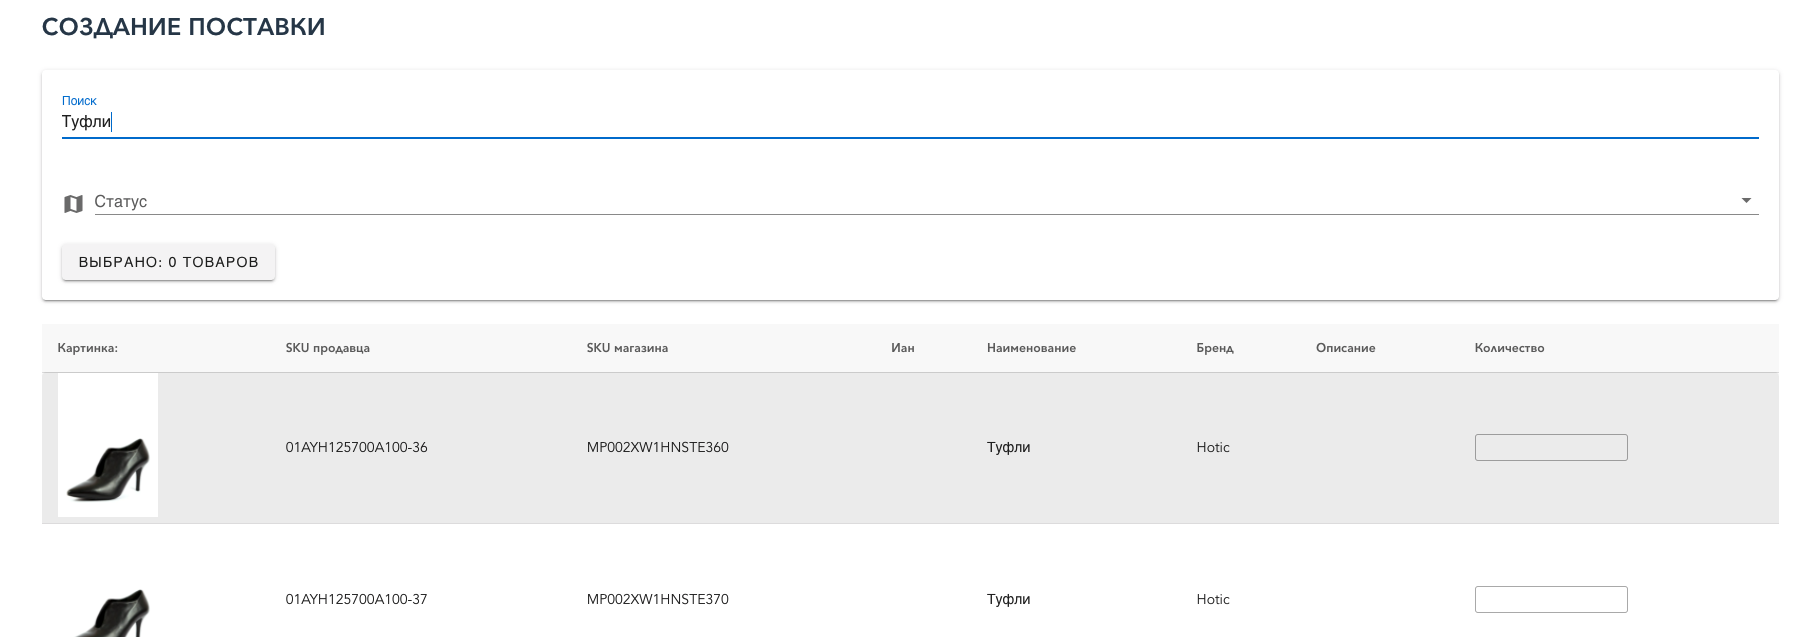 СОЗДАНИЕ ПОСТАВКИ
Поиск
Туфли
Статус
ВЫБРАНО: 0 ТОВАРОВ
Картинка: SKU продавца SKU магазина Иан Наименование Бренд Описание Количество
01AYH125700A100-36 MP002XW1HNSTE360 Туфли Hotic
01AYH125700A100-37 MP002XW1HNSTE370 Туфли Hotic